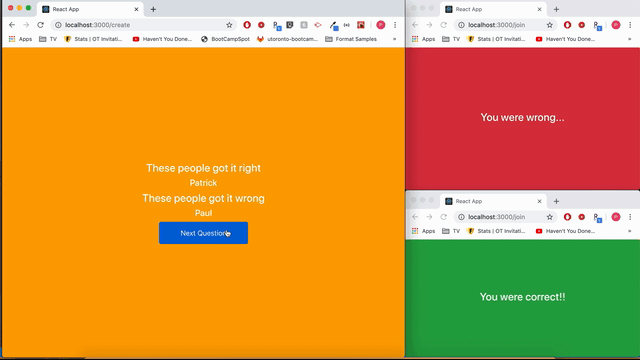 React App
localhost:3000/create
Apps TV Stats | GT Invitati... Haven't You Done... BootCampSpot utoronto-bootcam... Format Samples »
These people got it right
Patrick
These people got it wrong
Paul
Next Question
React App
localhost:3000/join
Apps TV Stats | GT Invitati... Haven't You Done... »
You were wrong...
React App
localhost:3000/join
Apps TV Stats | GT Invitati... Haven't You Done... »
You were correct!!